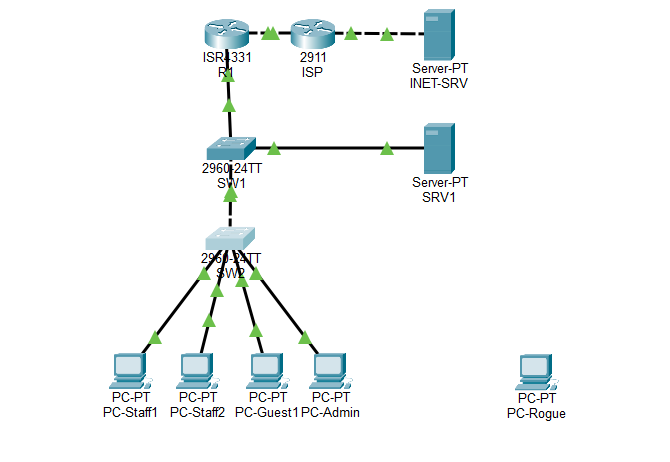 ISR4331
R1
2911
ISP
Server-PT
INET-SRV
2960-24TT
SW1
Server-PT
SRV1
2960-24TT
SW2
PC-PT
PC-Staff1
PC-PT
PC-Staff2
PC-PT
PC-Guest1
PC-PT
PC-Admin
PC-PT
PC-Rogue